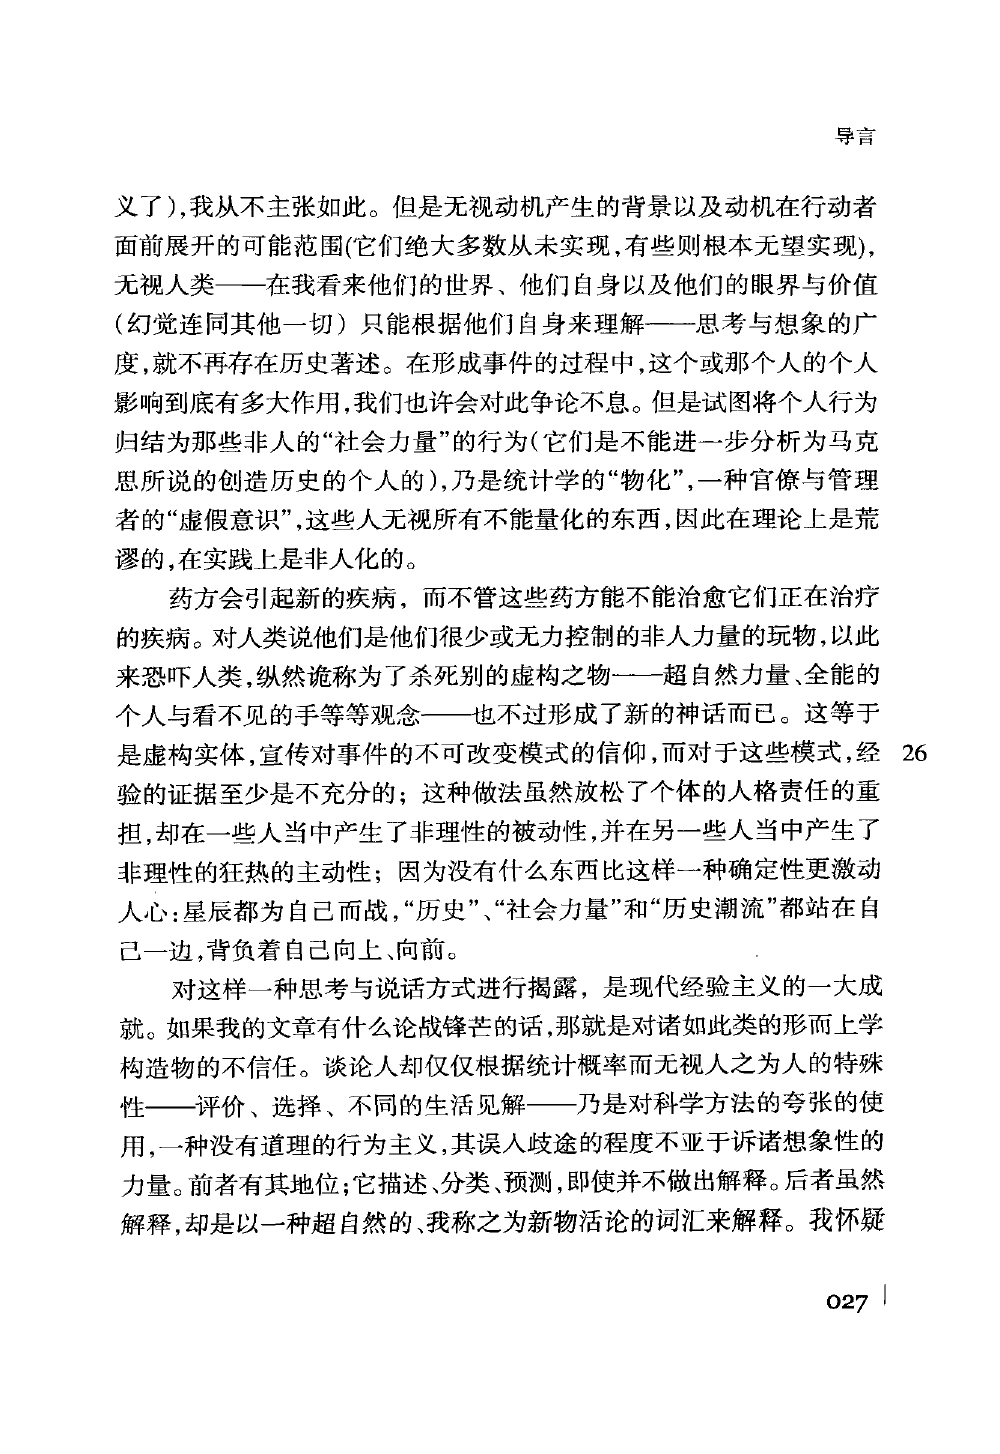 导言
义了),我从不主张如此。但是无视动机产生的背景以及动机在行动者
面前展开的可能范围(它们绝大多数从未实现,有些则根本无望实现),
无视人类——在我看来他们的世界、他们自身以及他们的眼界与价值
(幻觉连同其他一切)只能根据他们自身来理解——思考与想象的广
度,就不再存在历史著述。在形成事件的过程中,这个或那个人的个人
影响到底有多大作用,我们也许会对此争论不息。但是试图将个人行为
归结为那些非人的“社会力量”的行为(它们是不能进一步分析为马克
思所说的创造历史的个人的),乃是统计学的“物化”,一种官僚与管理
者的“虚假意识”,这些人无视所有不能量化的东西,因此在理论上是荒
谬的,在实践上是非人化的。
药方会引起新的疾病,而不管这些药方能不能治愈它们正在治疗
的疾病。对人类说他们是他们很少或无力控制的非人力量的玩物,以此
来恐吓人类,纵然诡称为了杀死别的虚构之物——超自然力量、全能的
个人与看不见的手等等观念——也不过形成了新的神话而已。这等于
是虚构实体,宣传对事件的不可改变模式的信仰,而对于这些模式,经 26
验的证据至少是不充分的;这种做法虽然放松了个体的人格责任的重
担,却在一些人当中产生了非理性的被动性,并在另一些人当中产生了
非理性的狂热的主动性;因为没有什么东西比这样一种确定性更激动
人心:星辰都为自己而战,“历史”、“社会力量”和“历史潮流”都站在自
己一边,背负着自己向上、向前。
对这样一种思考与说话方式进行揭露,是现代经验主义的一大成
就。如果我的文章有什么论战锋芒的话,那就是对诸如此类的形而上学
构造物的不信任。谈论人却仅仅根据统计概率而无视人之为人的特殊
性——评价、选择、不同的生活见解——乃是对科学方法的夸张的使
用,一种没有道理的行为主义,其误人歧途的程度不亚于诉诸想象性的
力量。前者有其地位;它描述、分类、预测,即使并不做出解释。后者虽然
解释,却是以一种超自然的、我称之为新物活论的词汇来解释。我怀疑
027